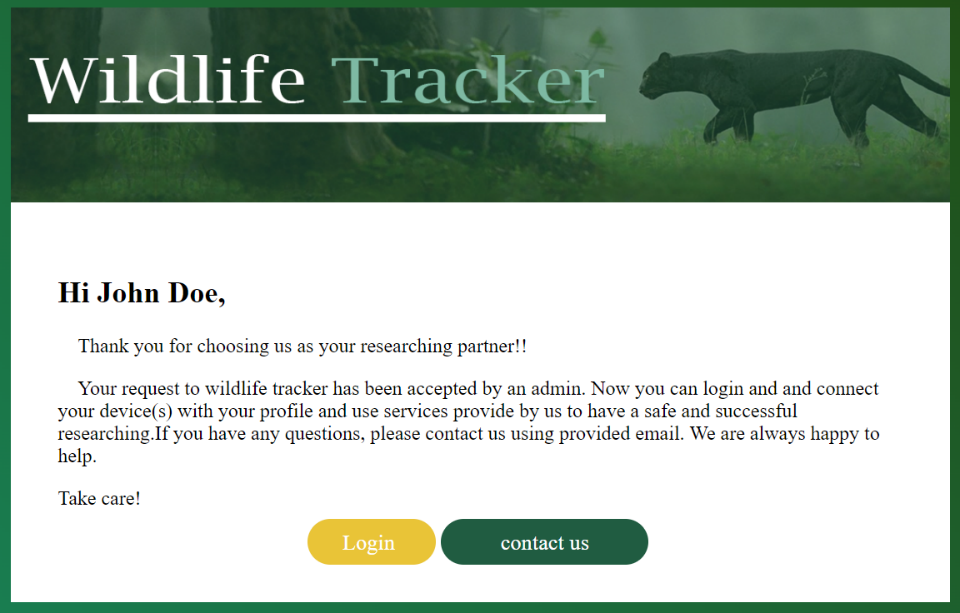 Wildlife Tracker
Hi John Doe,
Thank you for choosing us as your researching partner!!
Your request to wildlife tracker has been accepted by an admin. Now you can login and and connect
your device(s) with your profile and use services provide by us to have a safe and successful
researching.If you have any questions, please contact us using provided email. We are always happy to
help.
Take care!
Login
contact us